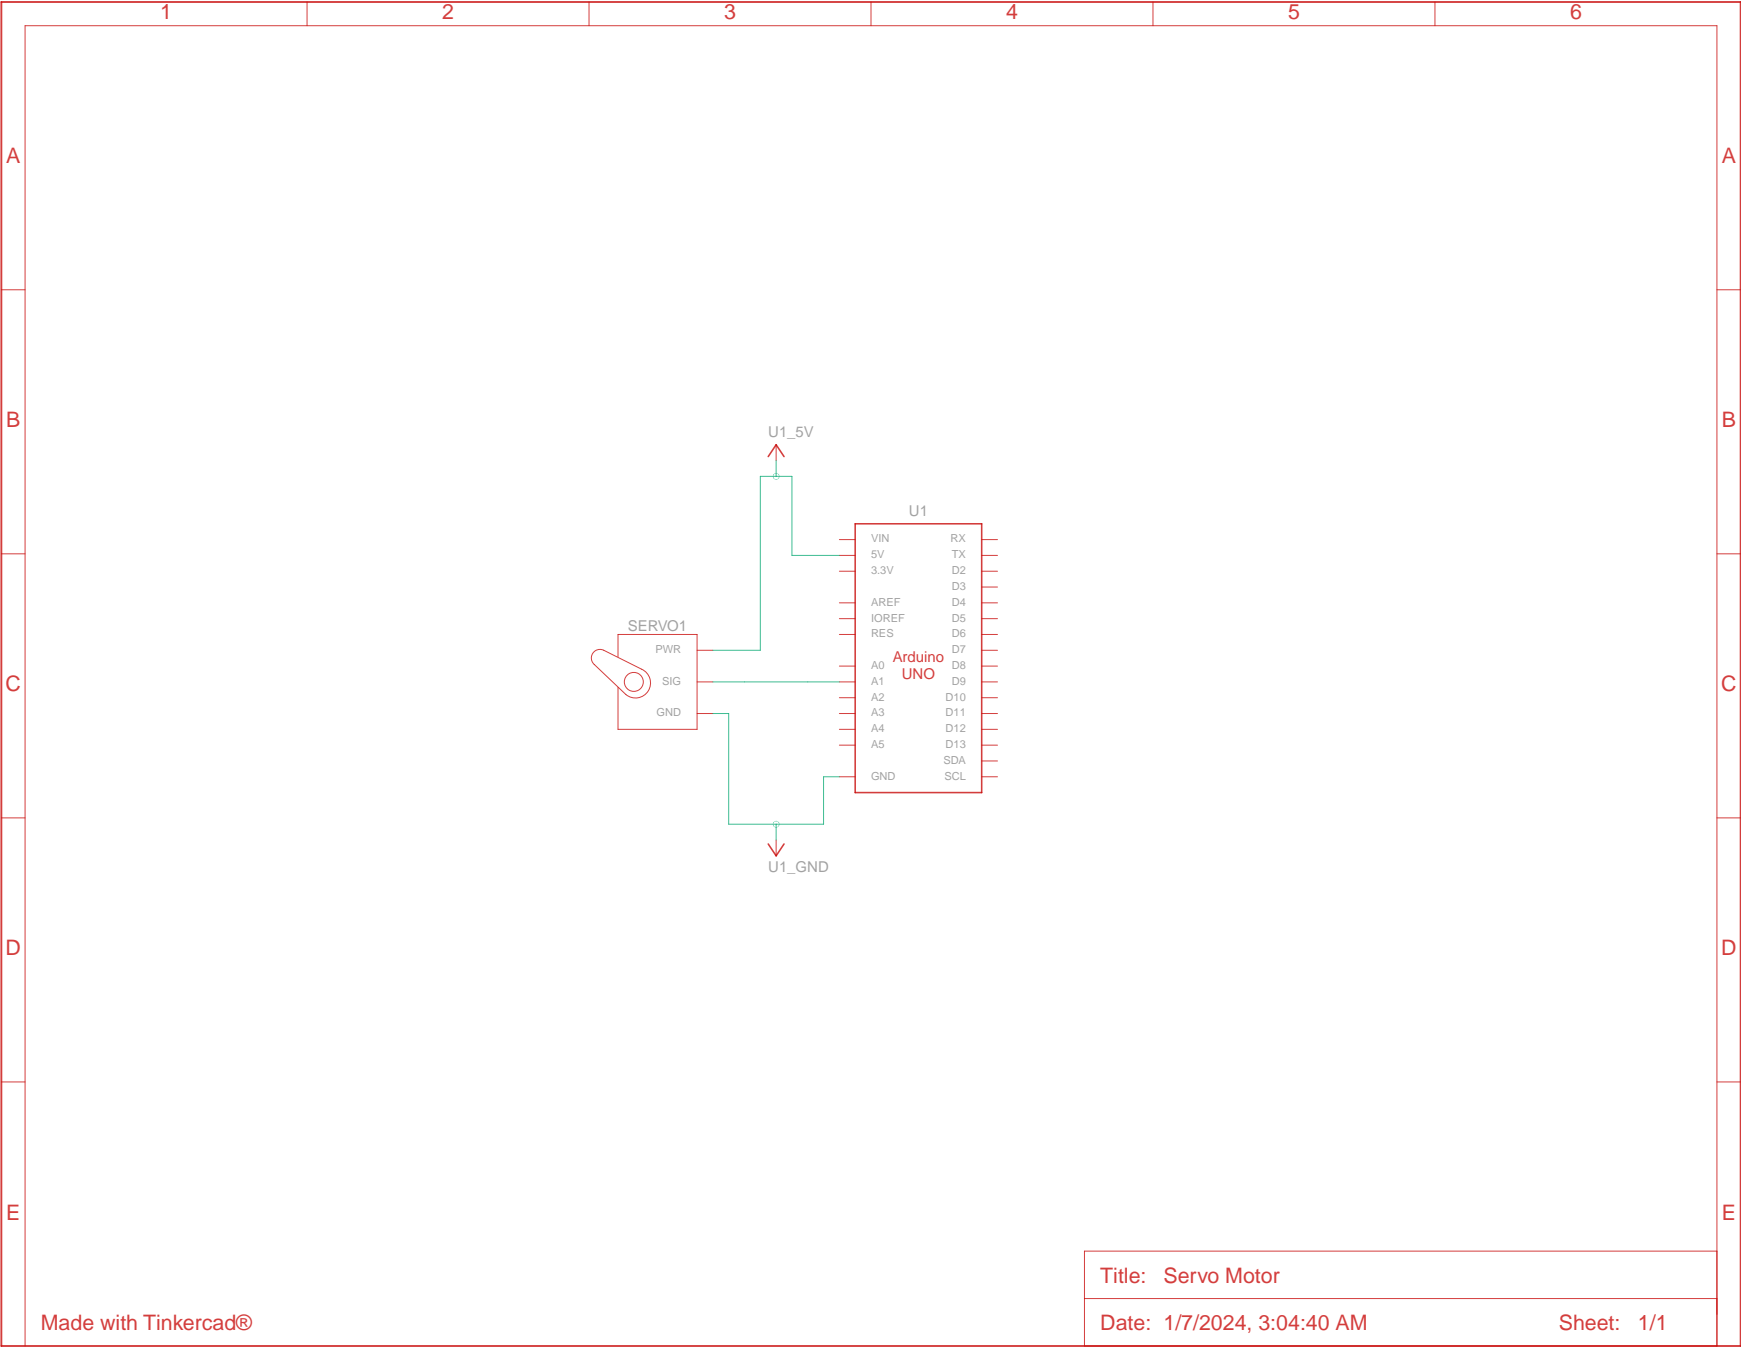 1 2 3 4 5 6
A A
B B
U1_5V
U1
VIN RX
5V TX
3.3V D2
D3
AREF D4
IOREF D5
SERVO1
RES D6
PWR
D7
Arduino
A0 D8
UNO
SIG
A1 D9
C C
A2 D10
GND
A3 D11
A4 D12
A5 D13
SDA
GND SCL
U1_GND
D D
E E
Title: Servo Motor
Made with Tinkercad®
Date: 1/7/2024, 3:04:40 AM Sheet: 1/1